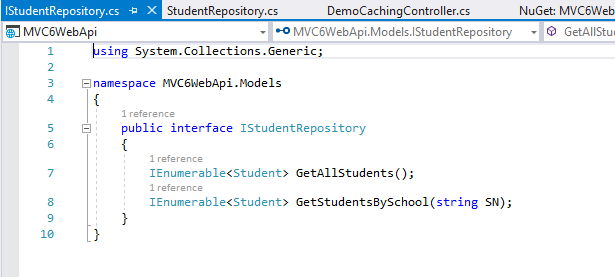 IStudentRepository.cs StudentRepository.cs DemoCachingController.cs NuGet: MVC6WebApi
MVC6WebApi MVC6WebApi.Models.IStudentRepository GetAllStud
1 using System.Collections.Generic;
2
3 namespace MVC6WebApi.Models
4 {
1 reference
5 public interface IStudentRepository
6 {
1 reference
7 IEnumerable<Student> GetAllStudents();
1 reference
8 IEnumerable<Student> GetStudentsBySchool(string SN);
9 }
10 }